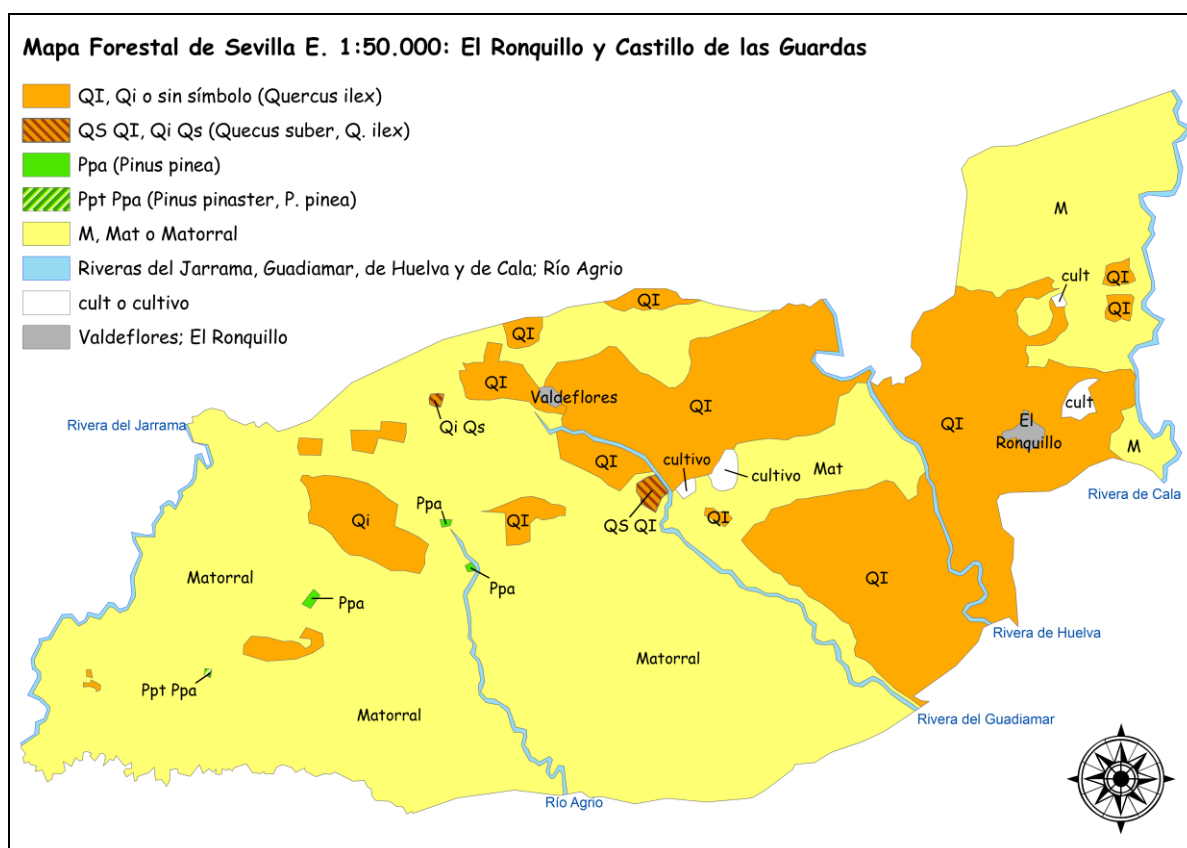 Mapa Forestal de Sevilla E. 1:50.000: El Ronquillo y Castillo de las Guardas
QI, Qi o sin símbolo (Quercus ilex)
QS QI, Qi Qs (Quecus suber, Q. ilex)
Ppa (Pinus pinea)
Ppt Ppa (Pinus pinaster, P. pinea)
M, Mat o Matorral
Riveras del Jarrama, Guadiamar, de Huelva y de Cala; Río Agrio
cult o cultivo
Valdeflores; El Ronquillo
M
cult
QI
QI
QI
QI
QI
Valdeflores
QI
cult
Qi Qs
Rivera del Jarrama
QI
El
Ronquillo
M
cultivo
cultivo
Mat
QI
Rivera de Cala
Ppa
Qi
QI
QS QI
QI
Matorral
Ppa
QI
Ppa
Rivera de Huelva
Matorral
Ppt Ppa
Matorral
Rivera del Guadiamar
Río Agrio